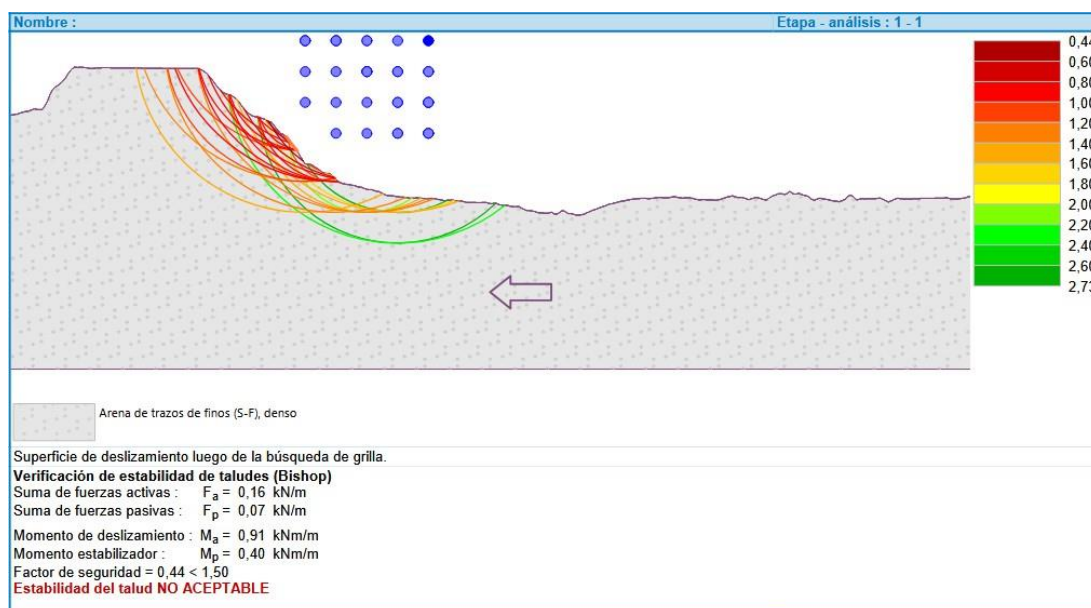 Nombre :
Etapa - análisis : 1 - 1
0,44
0,60
0,80
1,00
1,20
1,40
1,60
1,80
2,00
2,20
2,40
2,60
2,73
Arena de trazos de finos (S-F), denso
Superficie de deslizamiento luego de la búsqueda de grilla.
Verificación de estabilidad de taludes (Bishop)
Suma de fuerzas activas : Fa = 0,16 kN/m
Suma de fuerzas pasivas : Fp = 0,07 kN/m
Momento de deslizamiento : Ma = 0,91 kNm/m
Momento estabilizador : Mp = 0,40 kNm/m
Factor de seguridad = 0,44 < 1,50
Estabilidad del talud NO ACEPTABLE